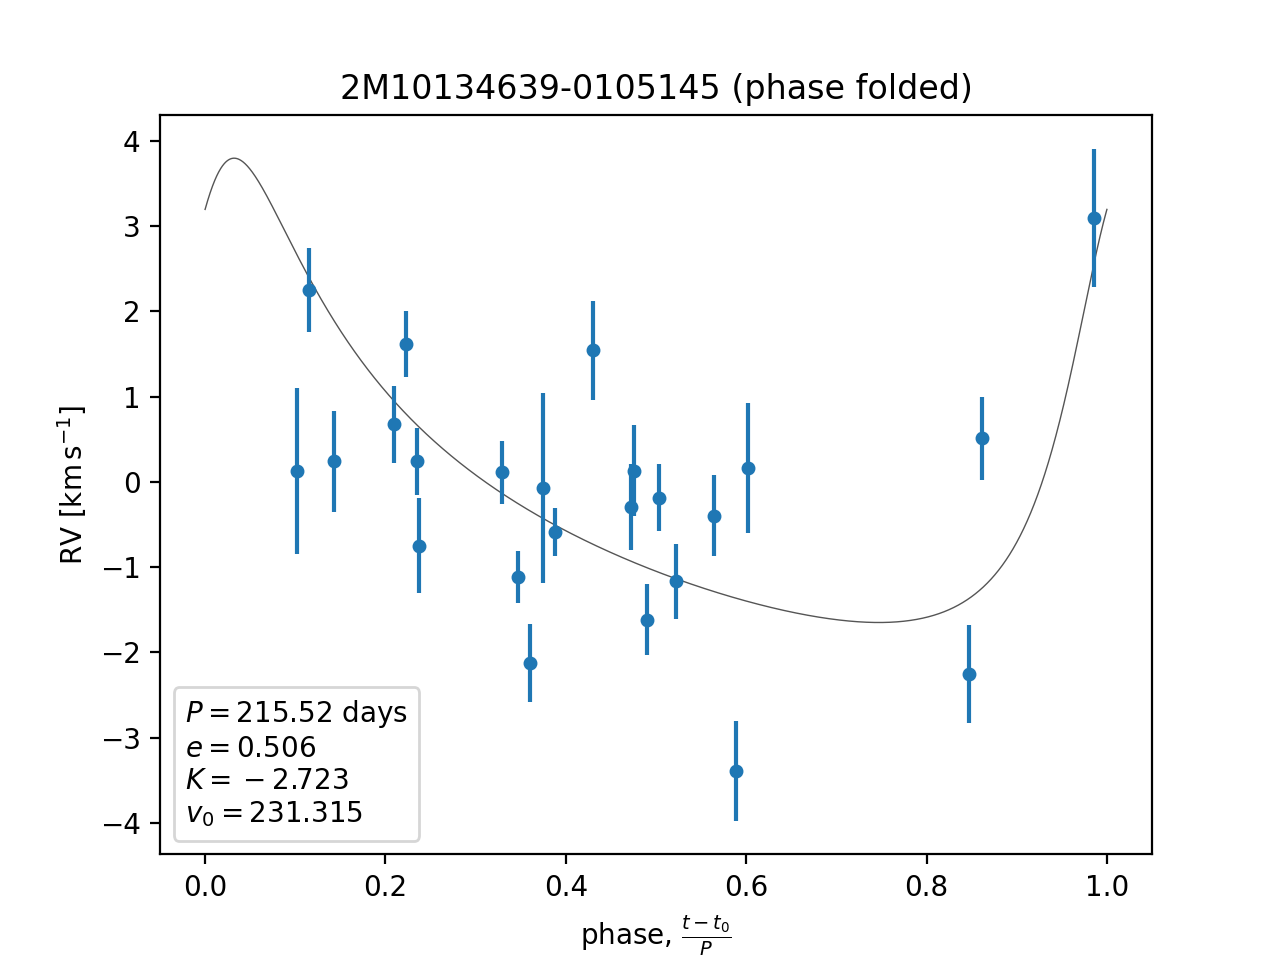 2M10134639-0105145 (phase folded)
4
3
2
1
0
−1
−2
−3
−4
RV [km s⁻¹]
P = 215.52 days
e = 0.506
K = −2.723
v₀ = 231.315
0.0 0.2 0.4 0.6 0.8 1.0
phase, (t − t₀)/P